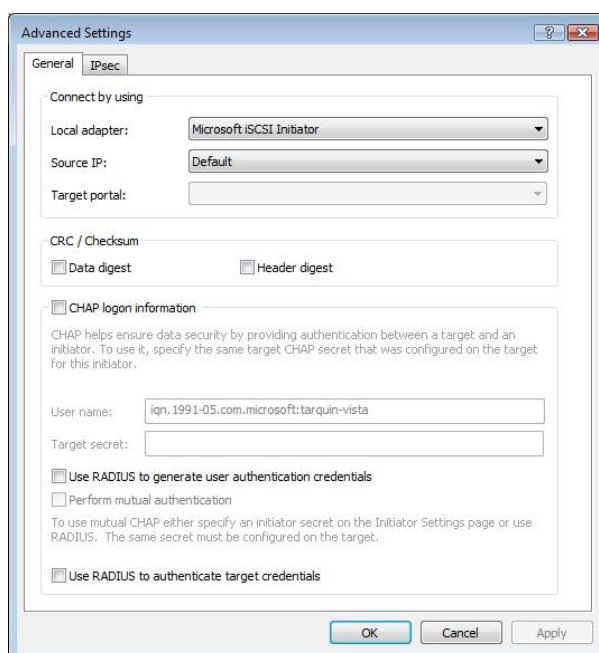 Advanced Settings
General IPsec
Connect by using
Local adapter: Microsoft iSCSI Initiator
Source IP: Default
Target portal:
CRC / Checksum
Data digest Header digest
CHAP logon information
CHAP helps ensure data security by providing authentication between a target and an
initiator. To use it, specify the same target CHAP secret that was configured on the target
for this initiator.
User name: iqn.1991-05.com.microsoft:tarquin-vista
Target secret:
Use RADIUS to generate user authentication credentials
Perform mutual authentication
To use mutual CHAP either specify an initiator secret on the Initiator Settings page or use
RADIUS. The same secret must be configured on the target.
Use RADIUS to authenticate target credentials
OK Cancel Apply